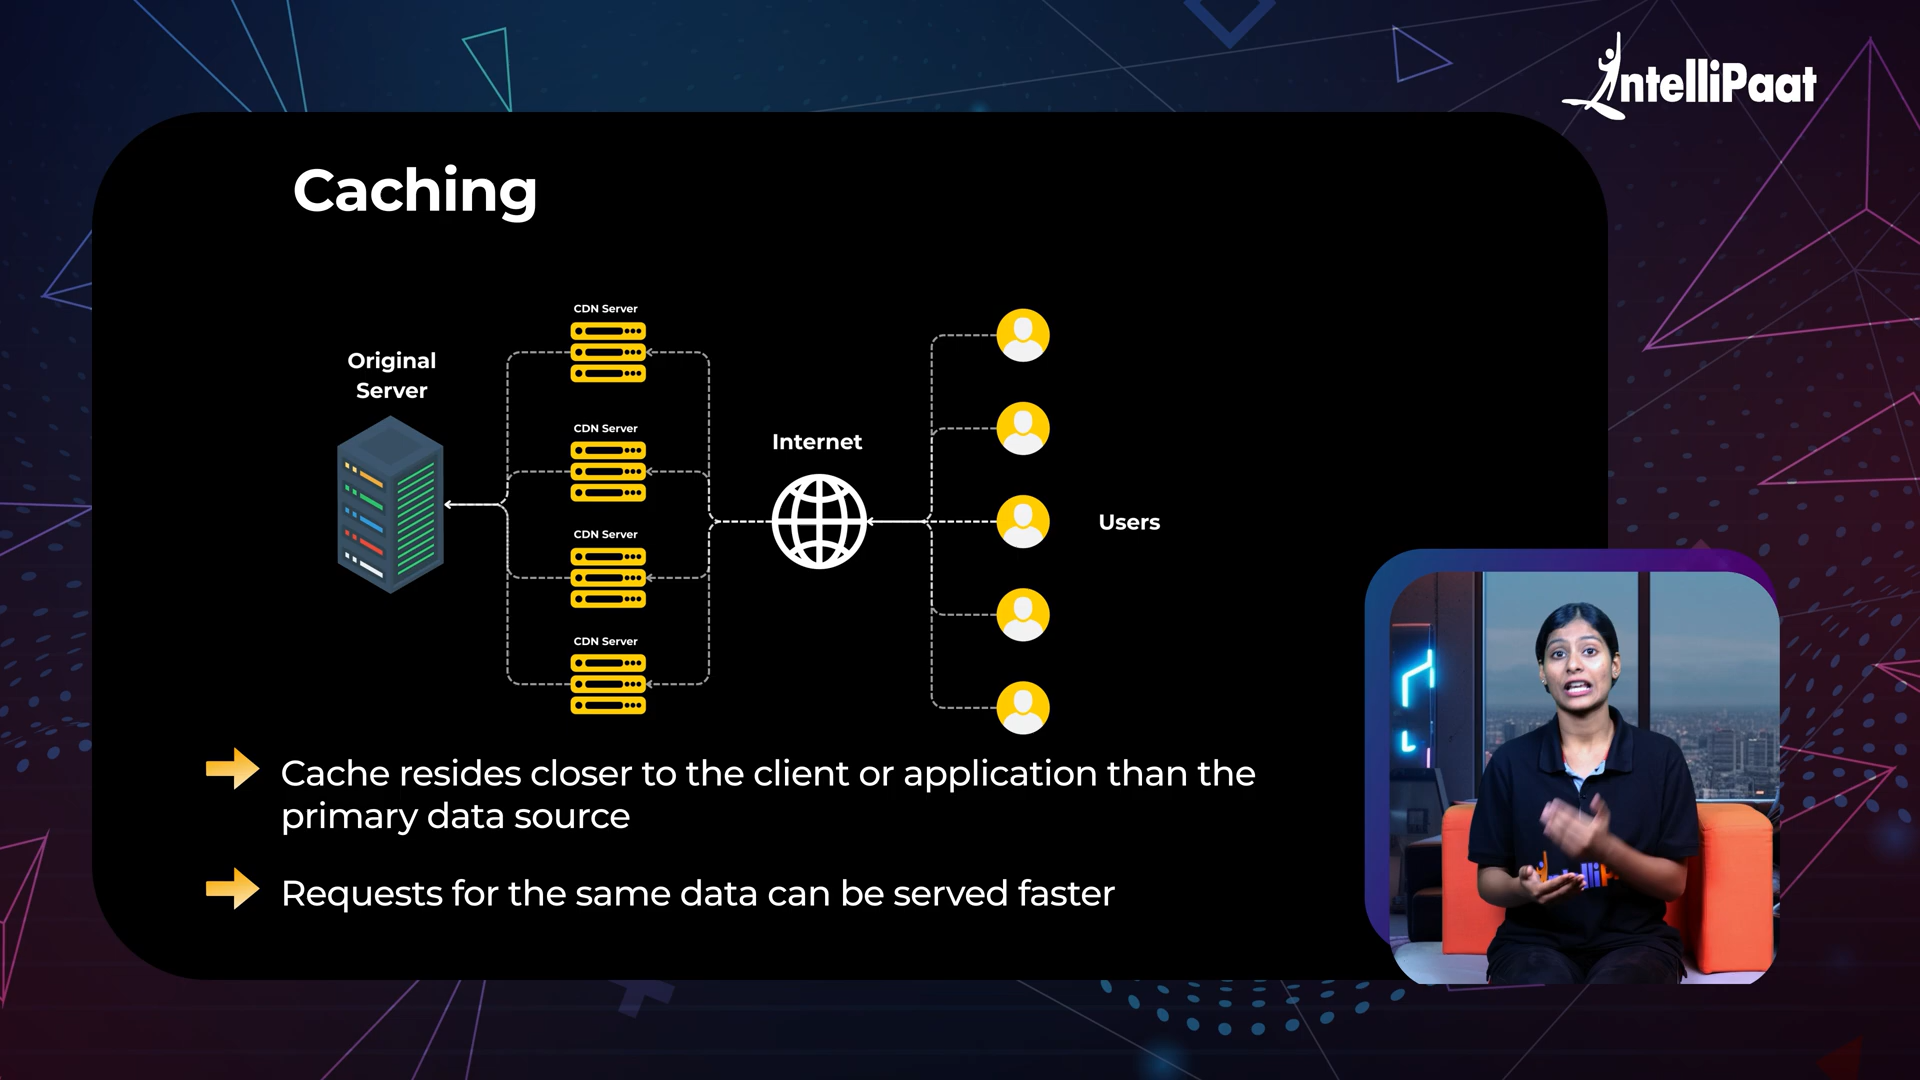 IntelliPaat
Caching
CDN Server
Original
Server
CDN Server
Internet
CDN Server
Users
CDN Server
Cache resides closer to the client or application than the
primary data source
Requests for the same data can be served faster